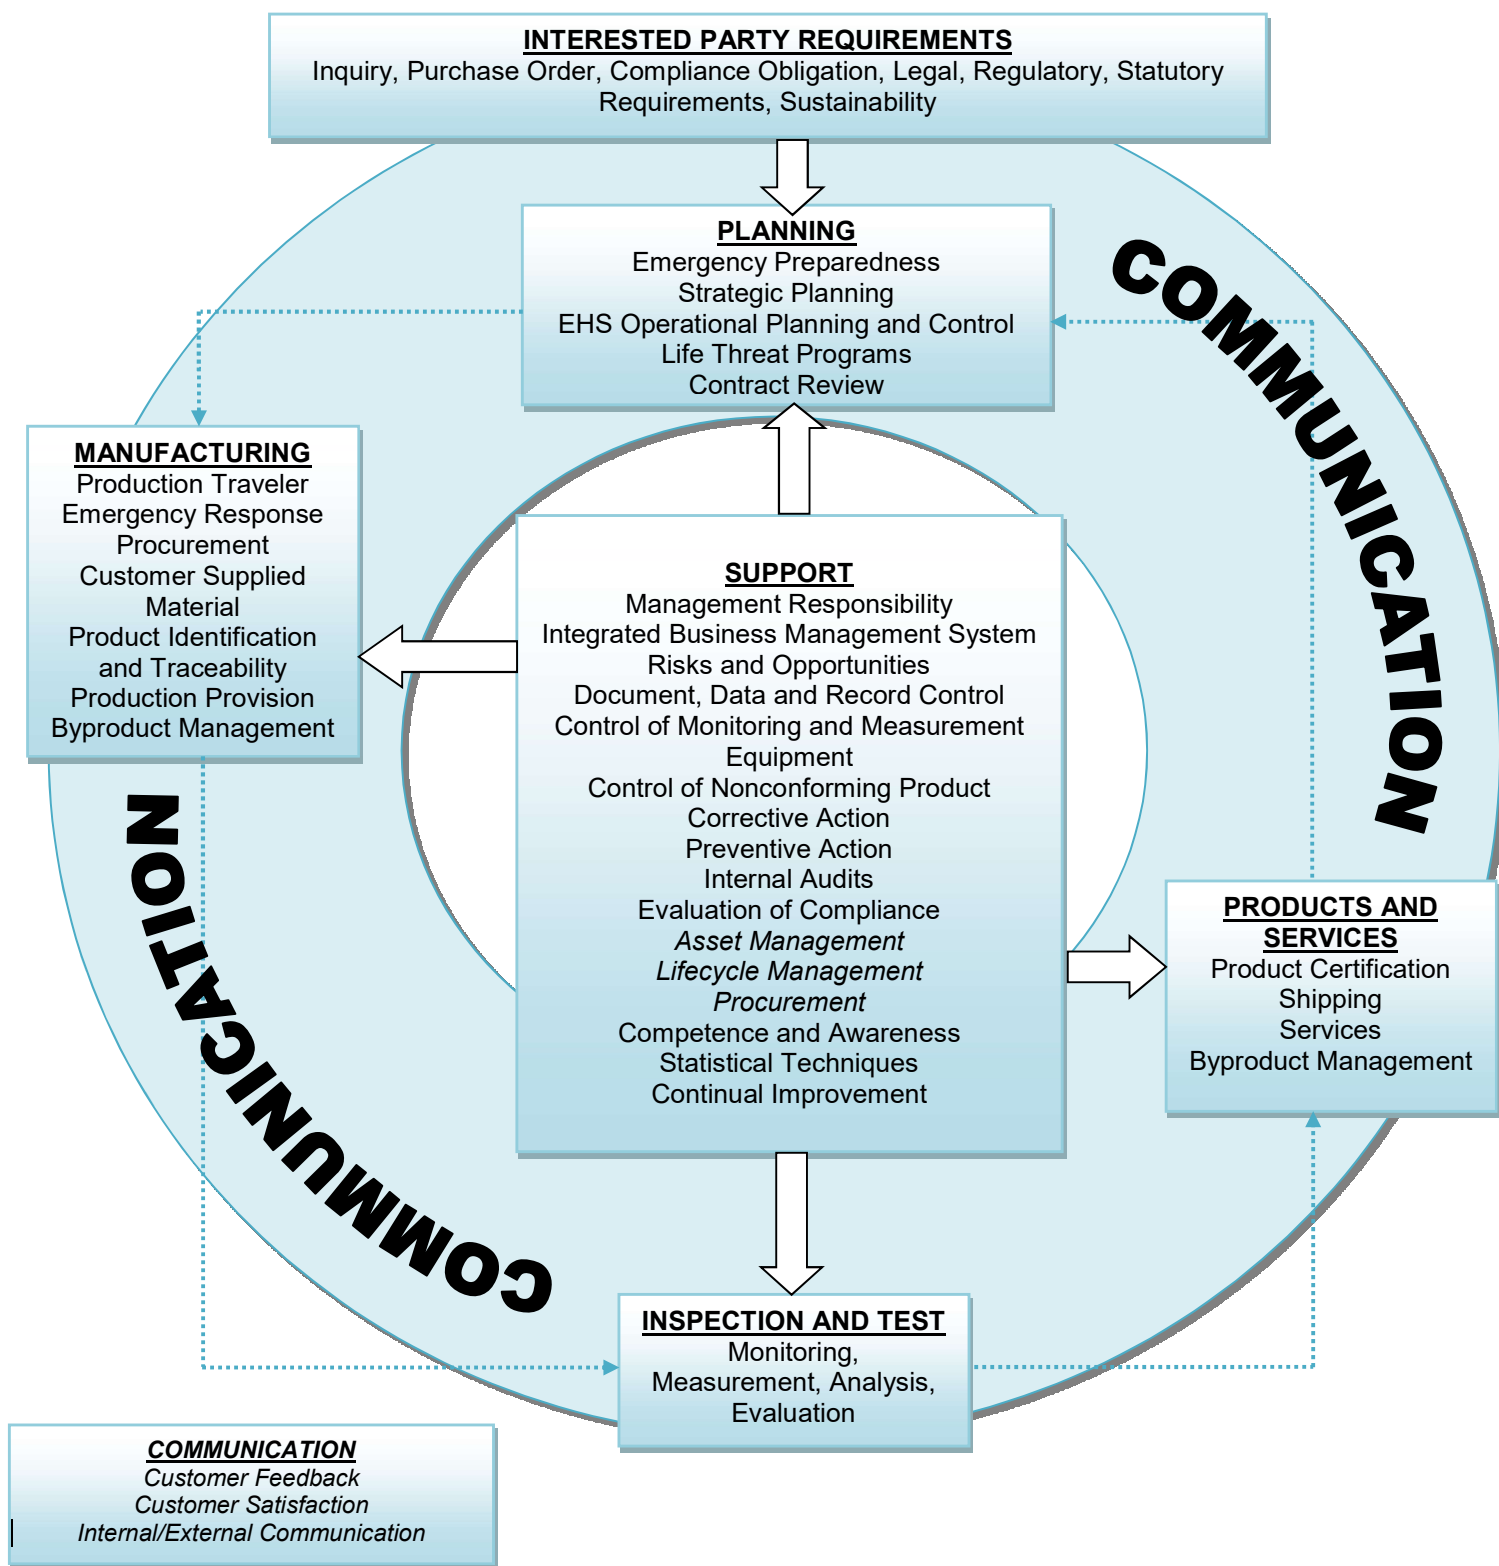 INTERESTED PARTY REQUIREMENTS
Inquiry, Purchase Order, Compliance Obligation, Legal, Regulatory, Statutory
Requirements, Sustainability
PLANNING
Emergency Preparedness
Strategic Planning
EHS Operational Planning and Control
Life Threat Programs
Contract Review
COMMUNICATION
MANUFACTURING
Production Traveler
Emergency Response
Procurement
Customer Supplied
Material
Product Identification
and Traceability
Production Provision
Byproduct Management
SUPPORT
Management Responsibility
Integrated Business Management System
Risks and Opportunities
Document, Data and Record Control
Control of Monitoring and Measurement
Equipment
Control of Nonconforming Product
Corrective Action
Preventive Action
Internal Audits
Evaluation of Compliance
Asset Management
Lifecycle Management
Procurement
Competence and Awareness
Statistical Techniques
Continual Improvement
PRODUCTS AND
SERVICES
Product Certification
Shipping
Services
Byproduct Management
COMMUNICATION
INSPECTION AND TEST
Monitoring,
Measurement, Analysis,
Evaluation
COMMUNICATION
Customer Feedback
Customer Satisfaction
Internal/External Communication